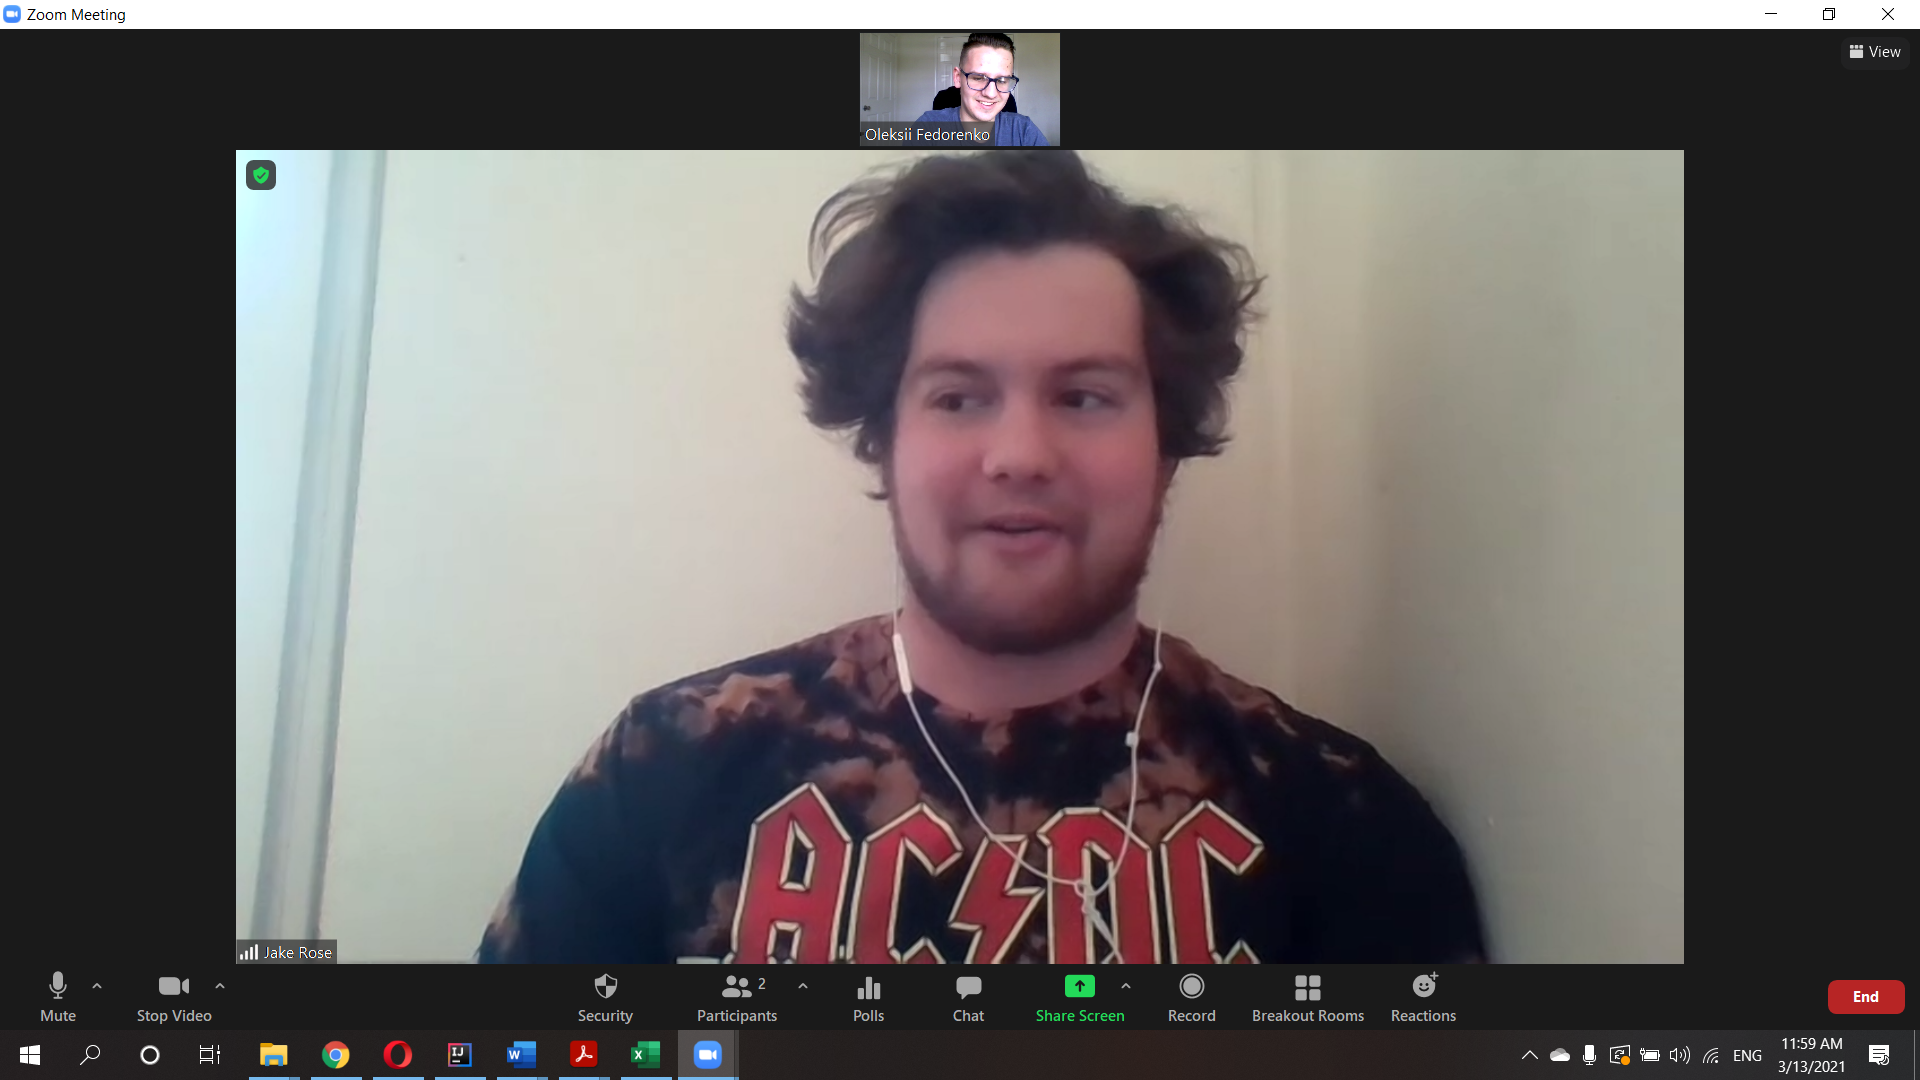 Zoom Meeting
View
Oleksii Fedorenko
AC DC
Jake Rose
Mute
Stop Video
Security
Participants
2
Polls
Chat
Share Screen
Record
Breakout Rooms
Reactions
End
IJ
W
X
ENG
11:59 AM
3/13/2021